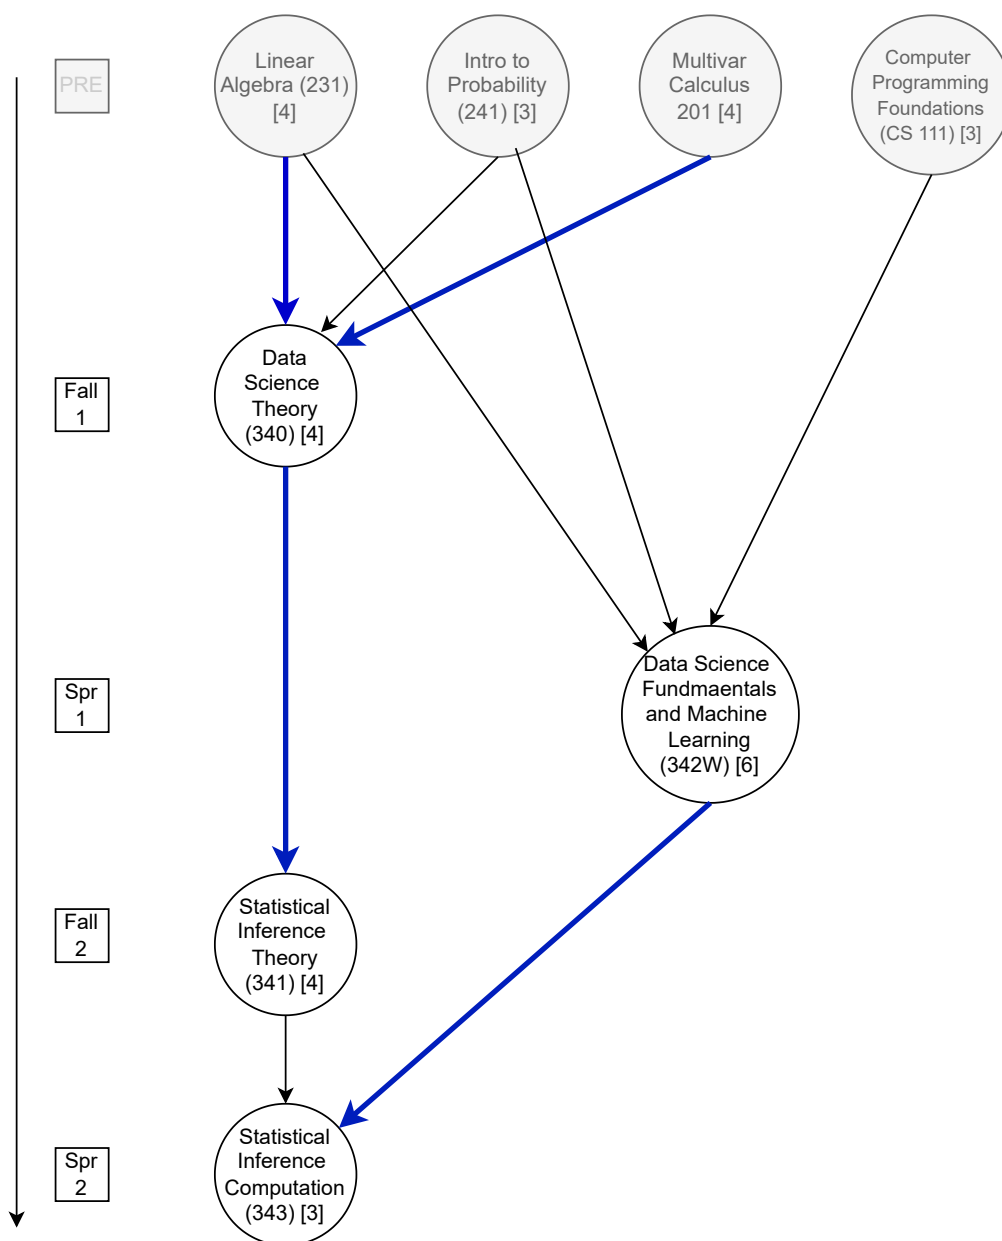 PRE
Linear
Algebra (231)
[4]
Intro to
Probability
(241) [3]
Multivar
Calculus
201 [4]
Computer
Programming
Foundations
(CS 111) [3]
Fall
1
Data
Science
Theory
(340) [4]
Spr
1
Data Science
Fundmaentals
and Machine
Learning
(342W) [6]
Fall
2
Statistical
Inference
Theory
(341) [4]
Spr
2
Statistical
Inference
Computation
(343) [3]